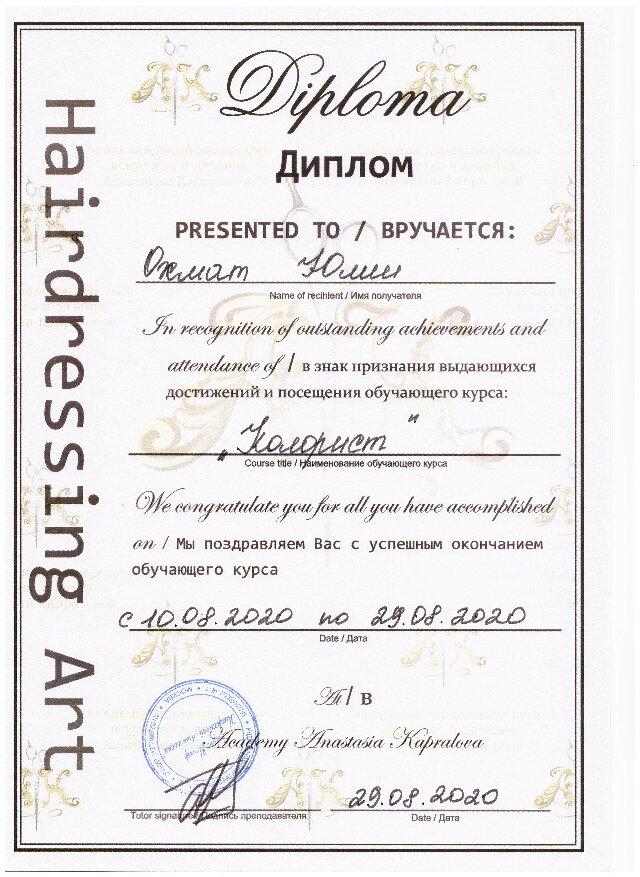 Diploma
Диплом
PRESENTED TO / ВРУЧАЕТСЯ:
Охмат Юлии
Name of recihient / Имя получателя
In recognition of outstanding achievements and
attendance of / в знак признания выдающихся
достижений и посещения обучающего курса:
„Колорист"
Course title / Наименование обучающего курса
We congratulate you for all you have accomplished
on / Мы поздравляем Вас с успешным окончанием
обучающего курса
с 10.08.2020 по 29.08.2020
Date / Дата
At / в
Academy Anastasia Kapralova
29.08.2020
Tutor signature / Подпись преподавателя
Date / Дата
Hairdressing Art